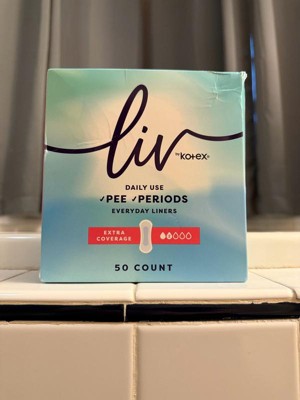 liv by kotex®
DAILY USE
✓PEE ✓PERIODS
EVERYDAY LINERS
EXTRA
COVERAGE
50 COUNT